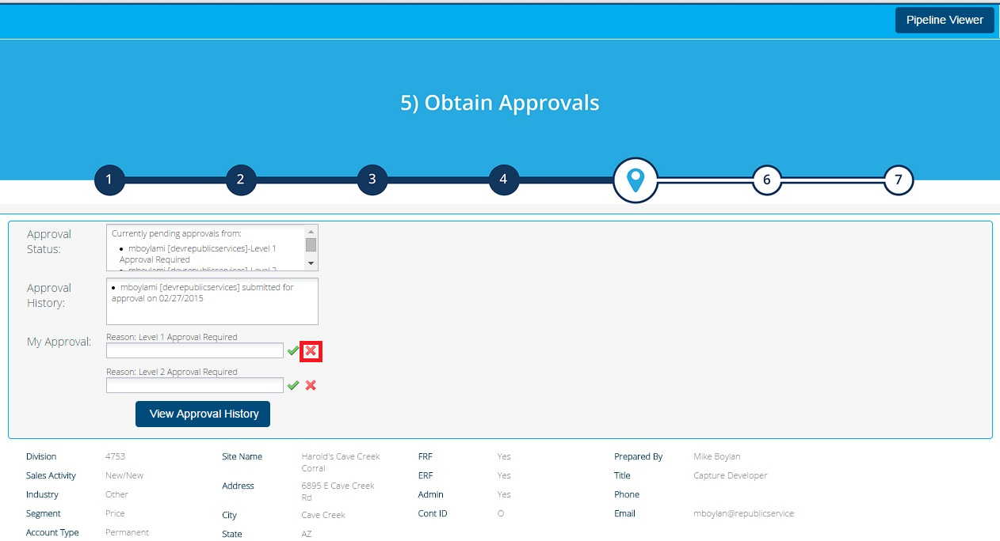 Pipeline Viewer
5) Obtain Approvals
1 2 3 4 6 7
Approval Status:
Currently pending approvals from:
mboylami [devrepublicservices]-Level 1
Approval Required
mboylami [devrepublicservices]-Level 2
Approval History:
mboylami [devrepublicservices] submitted for
approval on 02/27/2015
My Approval:
Reason: Level 1 Approval Required
Reason: Level 2 Approval Required
View Approval History
Division 4753
Sales Activity New/New
Industry Other
Segment Price
Account Type Permanent
Site Name Harold's Cave Creek
Corral
Address 6895 E Cave Creek
Rd
City Cave Creek
State AZ
FRF Yes
ERF Yes
Admin Yes
Cont ID O
Prepared By Mike Boylan
Title Capture Developer
Phone
Email mboylan@republicservice